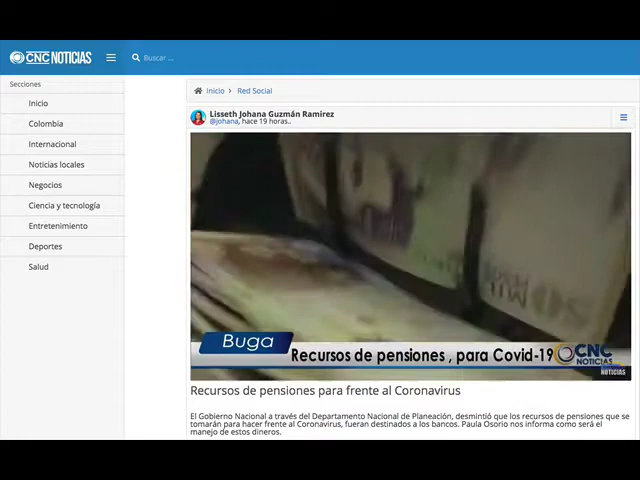 CNC NOTICIAS
Buscar ...
Secciones
Inicio
Colombia
Internacional
Noticias locales
Negocios
Ciencia y tecnología
Entretenimiento
Deportes
Salud
Inicio > Red Social
Lisseth Johana Guzmán Ramirez
@johana, hace 19 horas..
Buga
Recursos de pensiones , para Covid-19
CNC
NOTICIAS
NOTICIAS
Recursos de pensiones para frente al Coronavirus
El Gobierno Nacional a través del Departamento Nacional de Planeación, desmintió que los recursos de pensiones que se
tomarán para hacer frente al Coronavirus, fueran destinados a los bancos. Paula Osorio nos informa como será el
manejo de estos dineros.